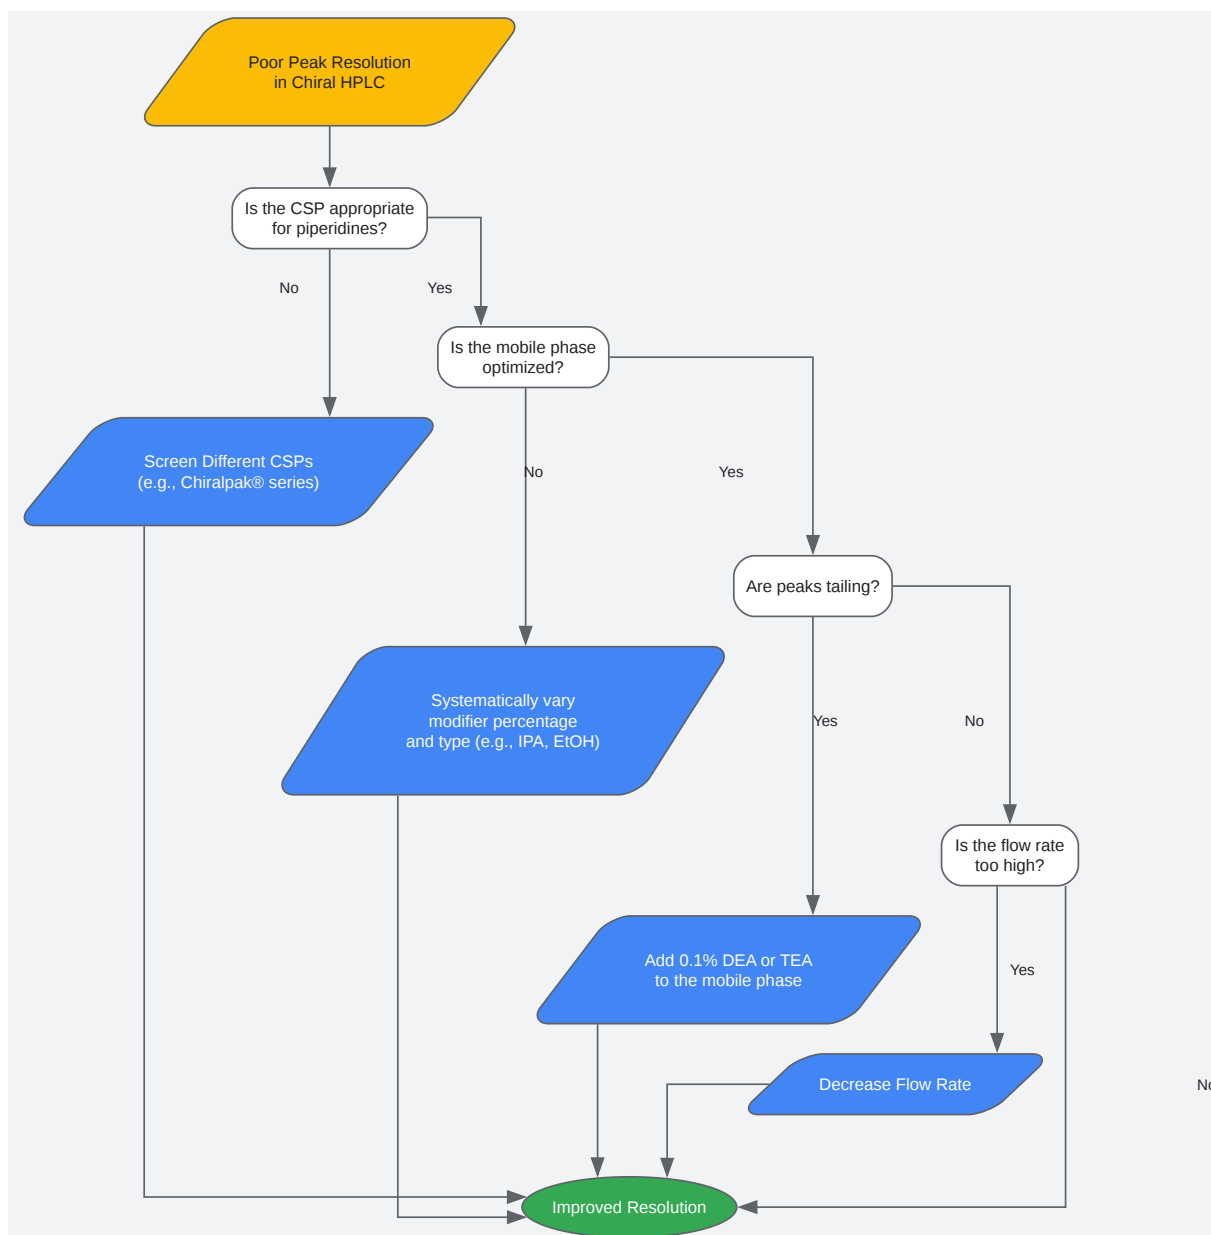 Poor Peak Resolution
in Chiral HPLC
Is the CSP appropriate
for piperidines?
No
Yes
Is the mobile phase
optimized?
Screen Different CSPs
(e.g., Chiralpak® series)
No
Yes
Are peaks tailing?
Systematically vary
modifier percentage
and type (e.g., IPA, EtOH)
Yes
No
Is the flow rate
too high?
Add 0.1% DEA or TEA
to the mobile phase
Yes
Decrease Flow Rate
No
Improved Resolution